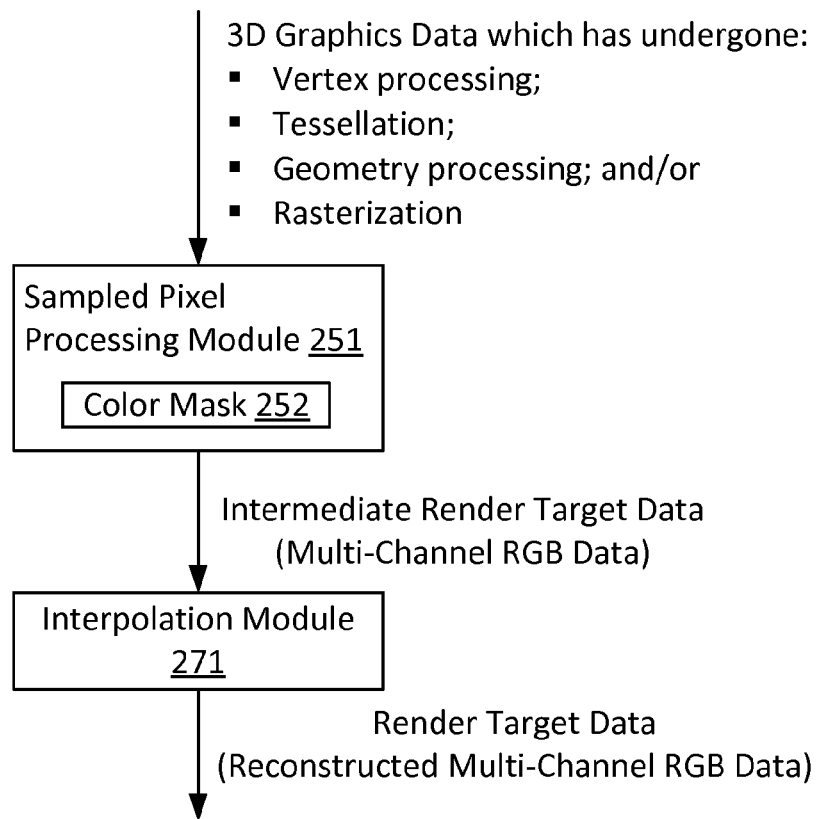 3D Graphics Data which has undergone:
▪ Vertex processing;
▪ Tessellation;
▪ Geometry processing; and/or
▪ Rasterization
Sampled Pixel
Processing Module 251
Color Mask 252
Intermediate Render Target Data
(Multi-Channel RGB Data)
Interpolation Module
271
Render Target Data
(Reconstructed Multi-Channel RGB Data)